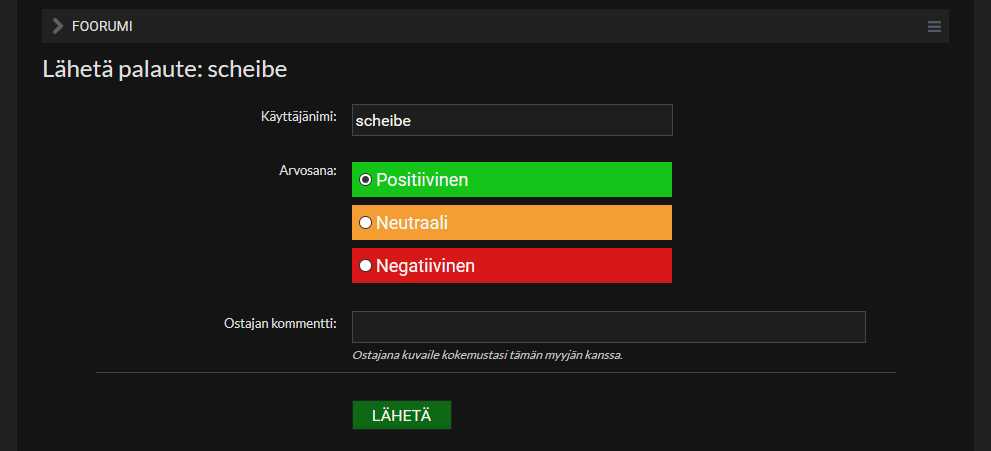 FOORUMI
Lähetä palaute: scheibe
Käyttäjänimi: scheibe
Arvosana: Positiivinen
Neutraali
Negatiivinen
Ostajan kommentti:
Ostajana kuvaile kokemustasi tämän myyjän kanssa.
LÄHETÄ